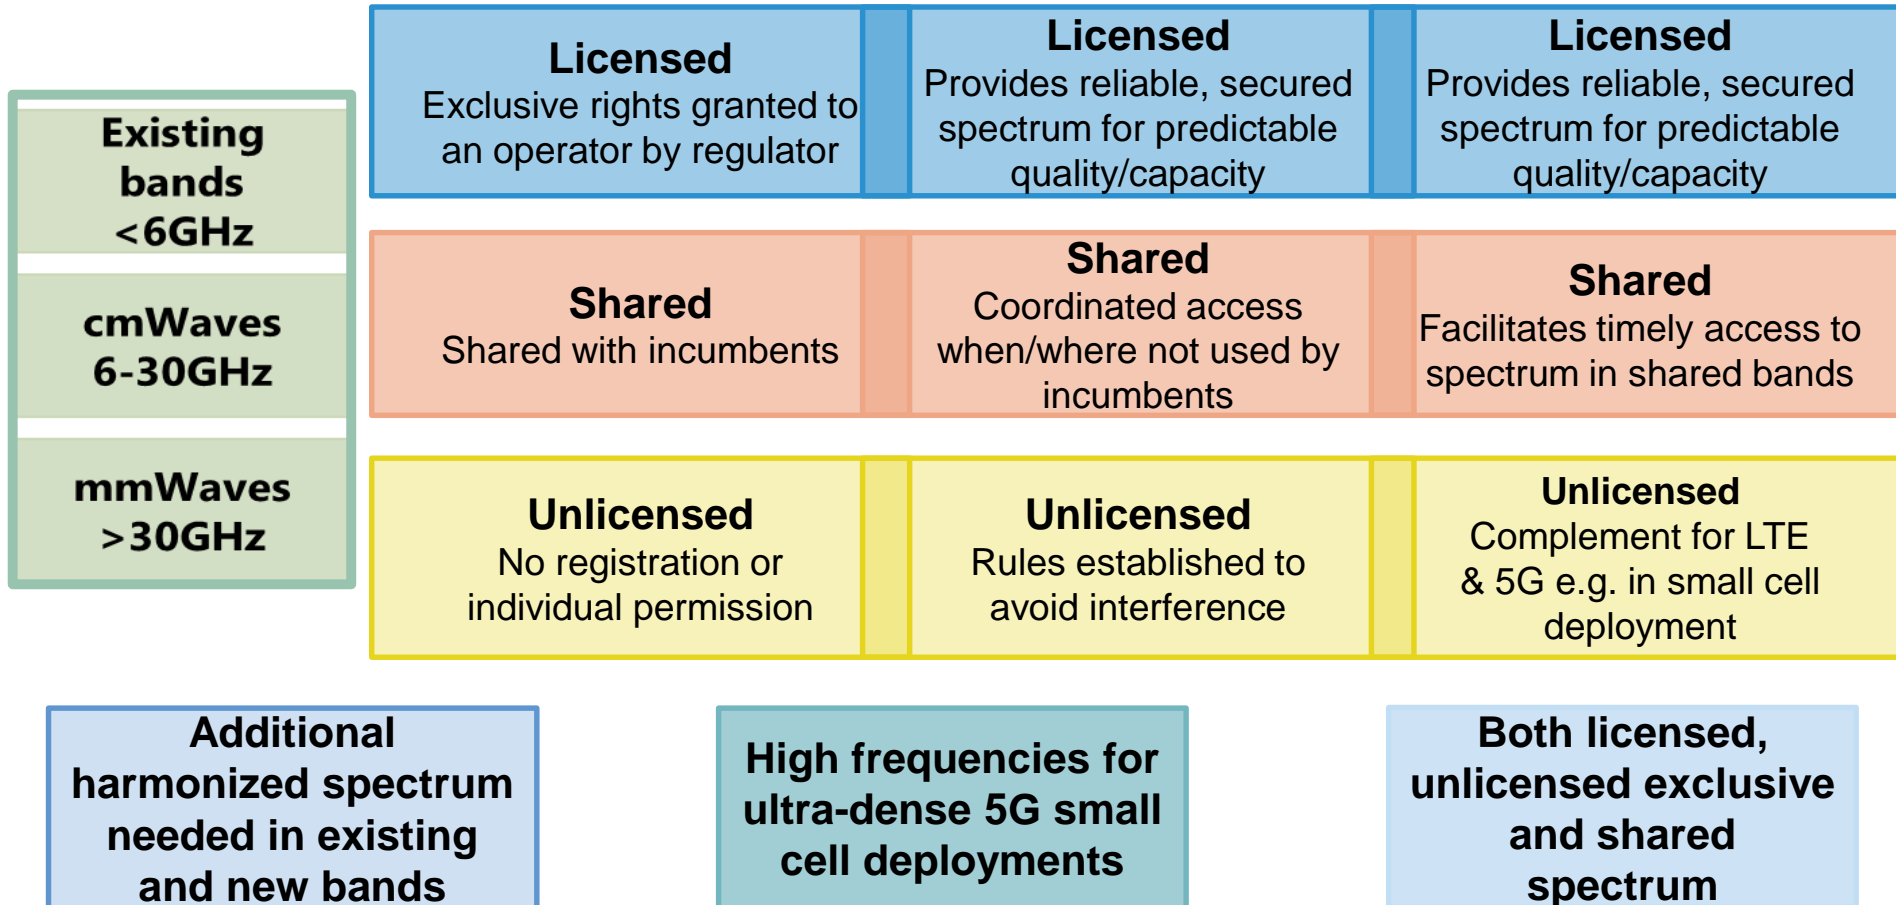 Existing
bands
<6GHz
cmWaves
6-30GHz
mmWaves
>30GHz
Licensed
Exclusive rights granted to
an operator by regulator
Licensed
Provides reliable, secured
spectrum for predictable
quality/capacity
Licensed
Provides reliable, secured
spectrum for predictable
quality/capacity
Shared
Shared with incumbents
Shared
Coordinated access
when/where not used by
incumbents
Shared
Facilitates timely access to
spectrum in shared bands
Unlicensed
No registration or
individual permission
Unlicensed
Rules established to
avoid interference
Unlicensed
Complement for LTE
& 5G e.g. in small cell
deployment
Additional
harmonized spectrum
needed in existing
and new bands
High frequencies for
ultra-dense 5G small
cell deployments
Both licensed,
unlicensed exclusive
and shared
spectrum